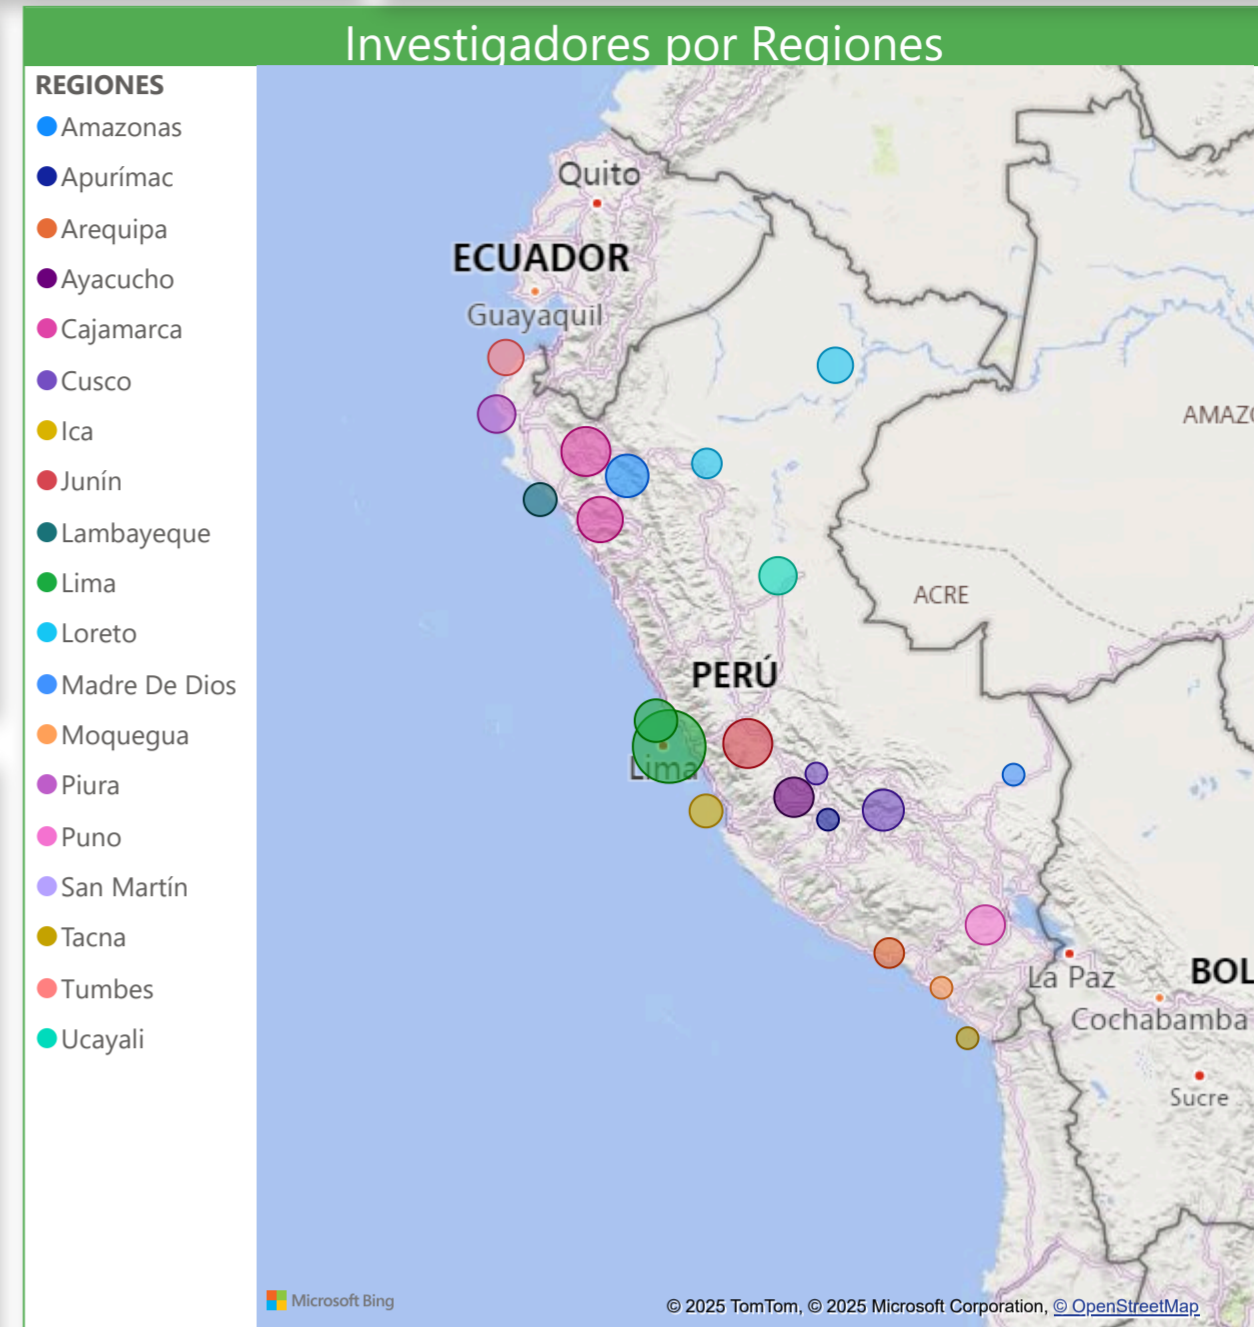 Investigadores por Regiones
REGIONES
Amazonas
Apurímac
Arequipa
Ayacucho
Cajamarca
Cusco
Ica
Junín
Lambayeque
Lima
Loreto
Madre De Dios
Moquegua
Piura
Puno
San Martín
Tacna
Tumbes
Ucayali
Quito
ECUADOR
Guayaquil
AMAZO
ACRE
PERÚ
Lima
La Paz
BOL
Cochabamba
Sucre
Microsoft Bing
© 2025 TomTom, © 2025 Microsoft Corporation, © OpenStreetMap